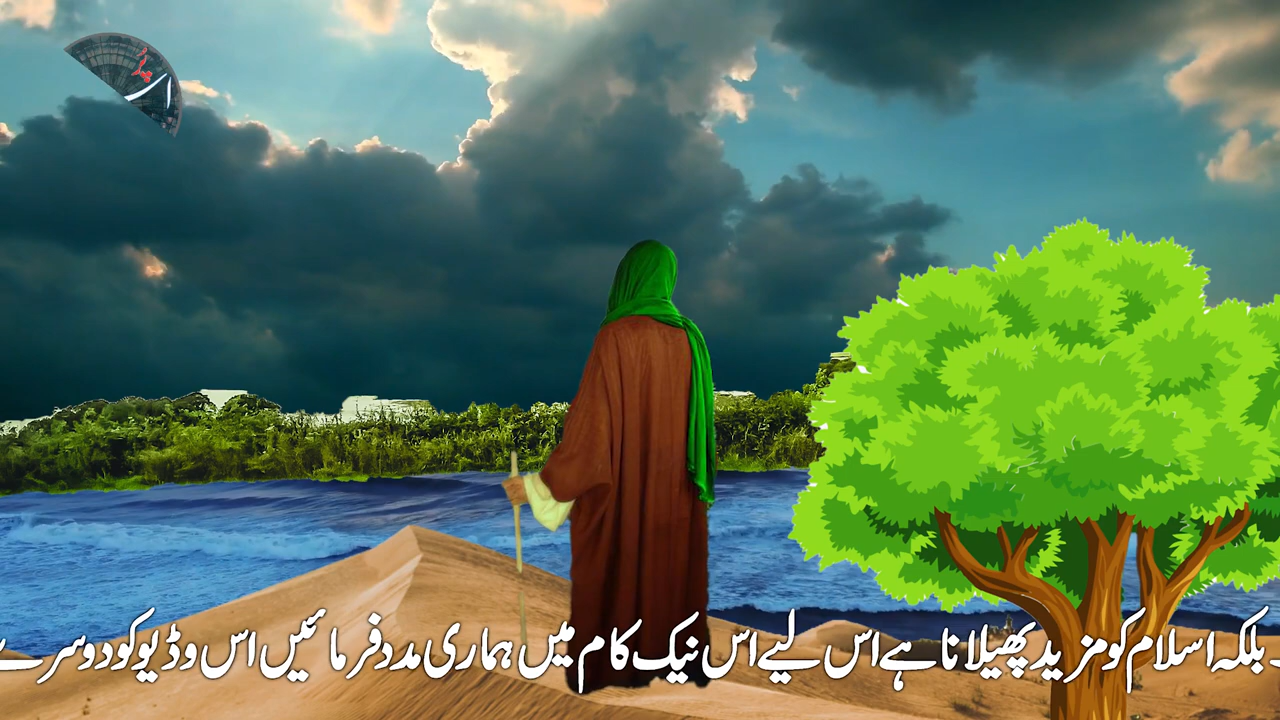 بلکہ اسلام کو مزید پھیلانا ہے اس لیے اس نیک کام میں ہماری مدد فرمائیں اس وڈیو کو دوسرے